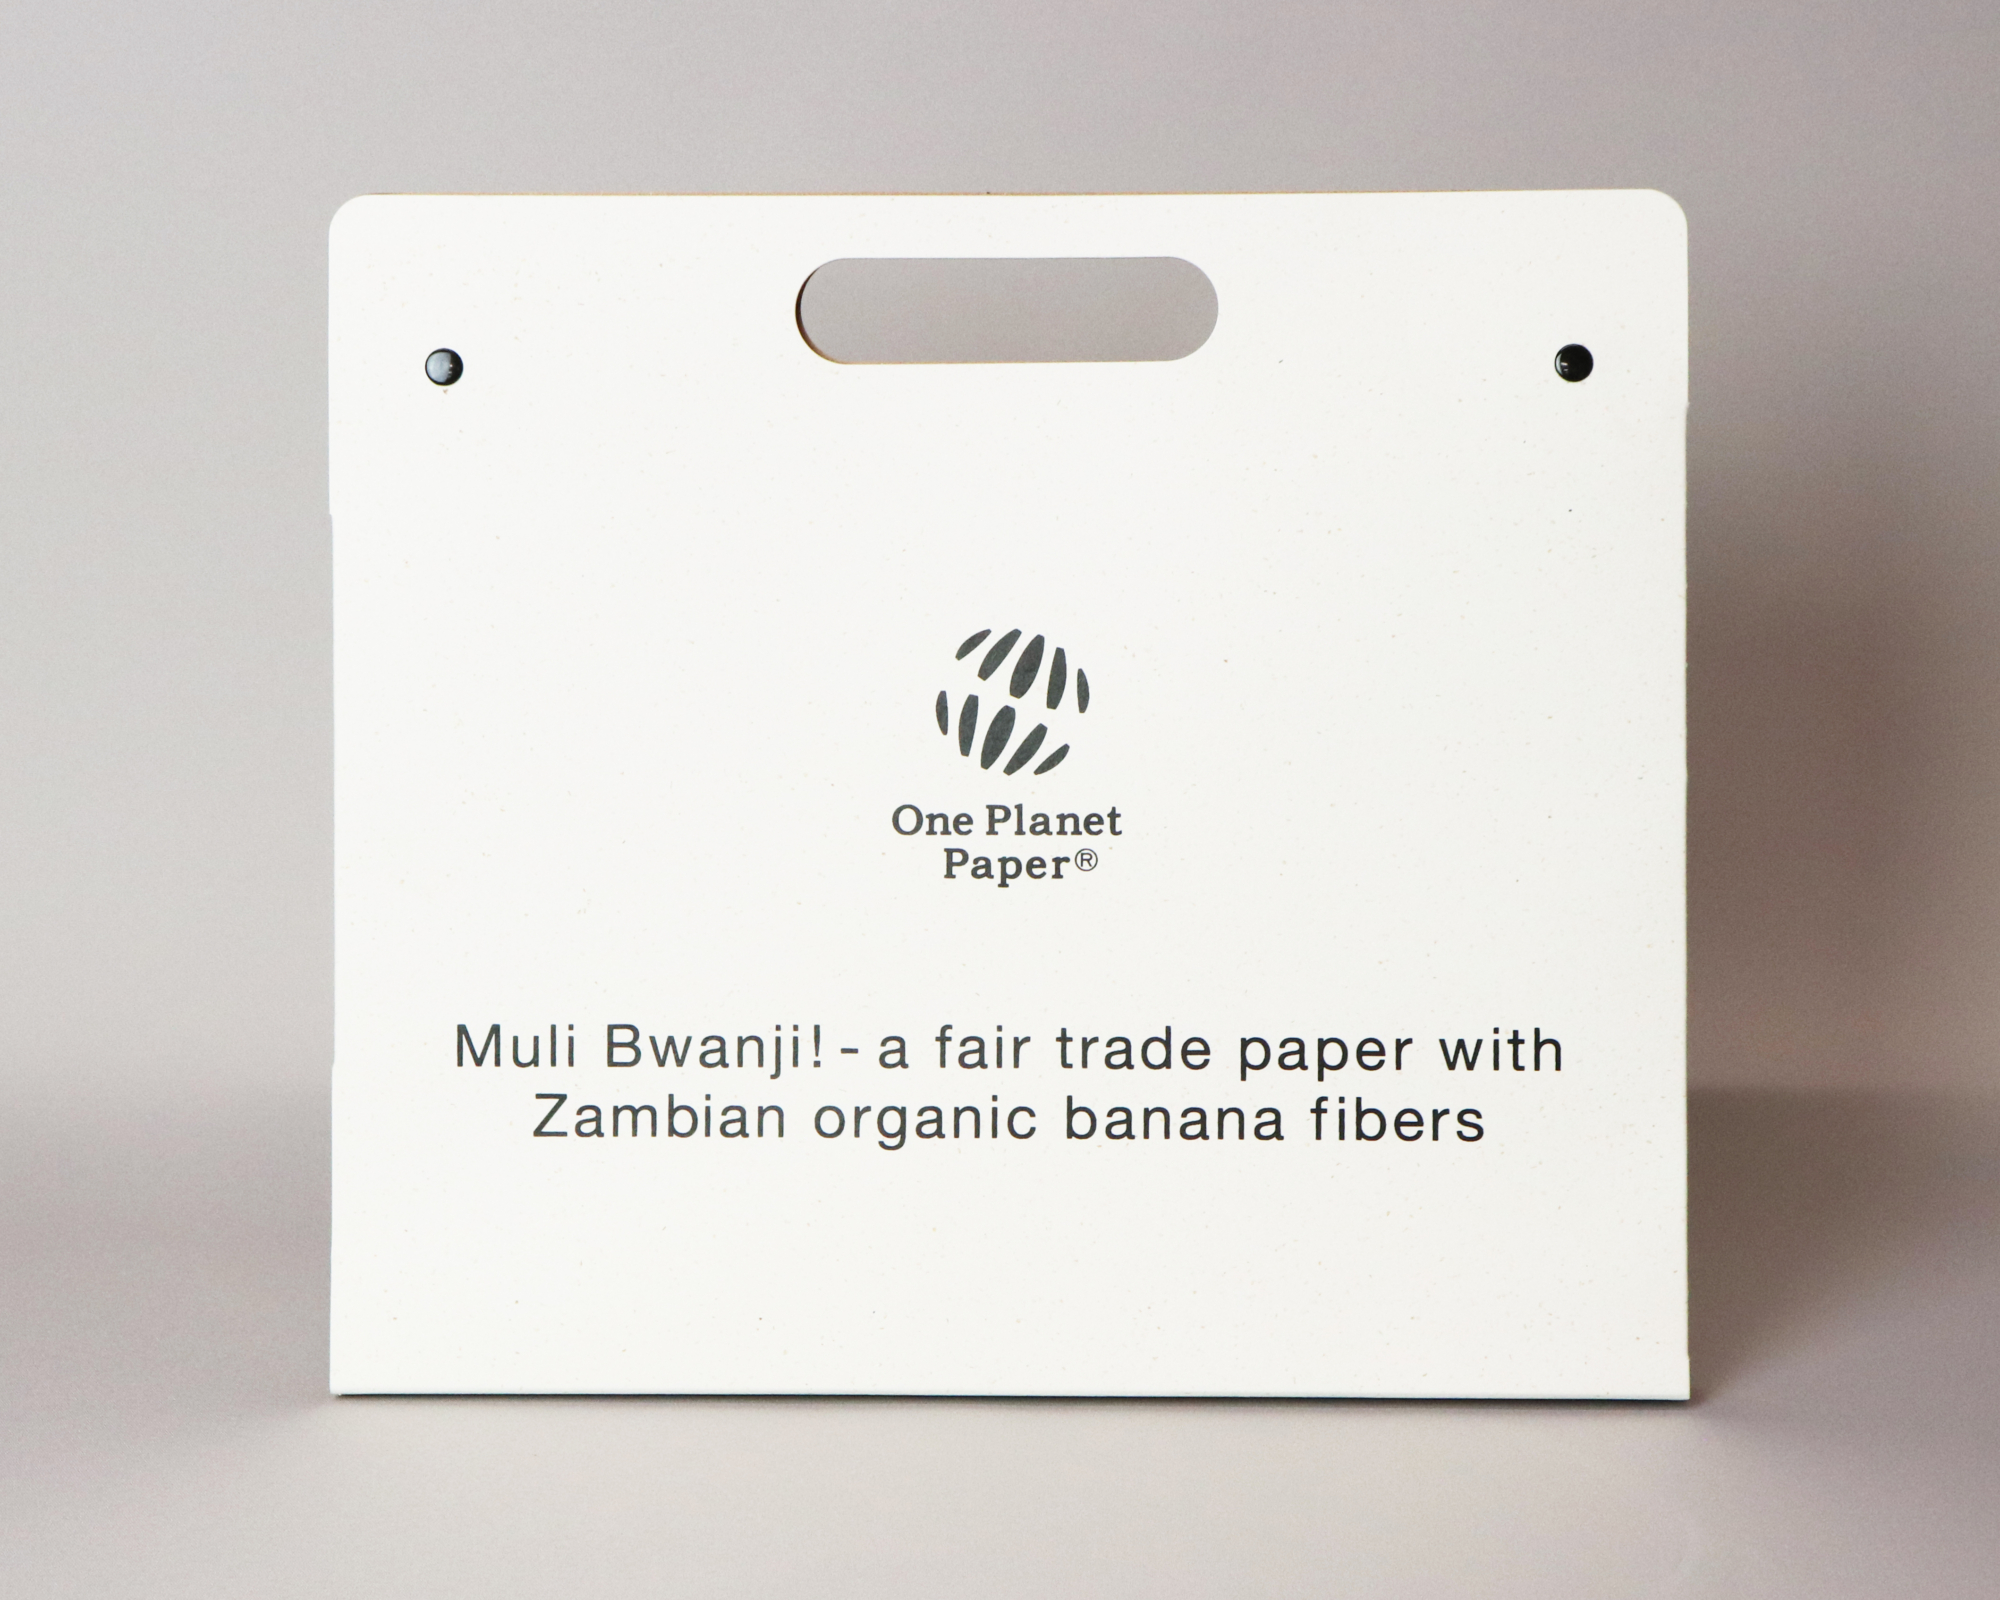 One Planet
Paper®
Muli Bwanji! - a fair trade paper with
Zambian organic banana fibers